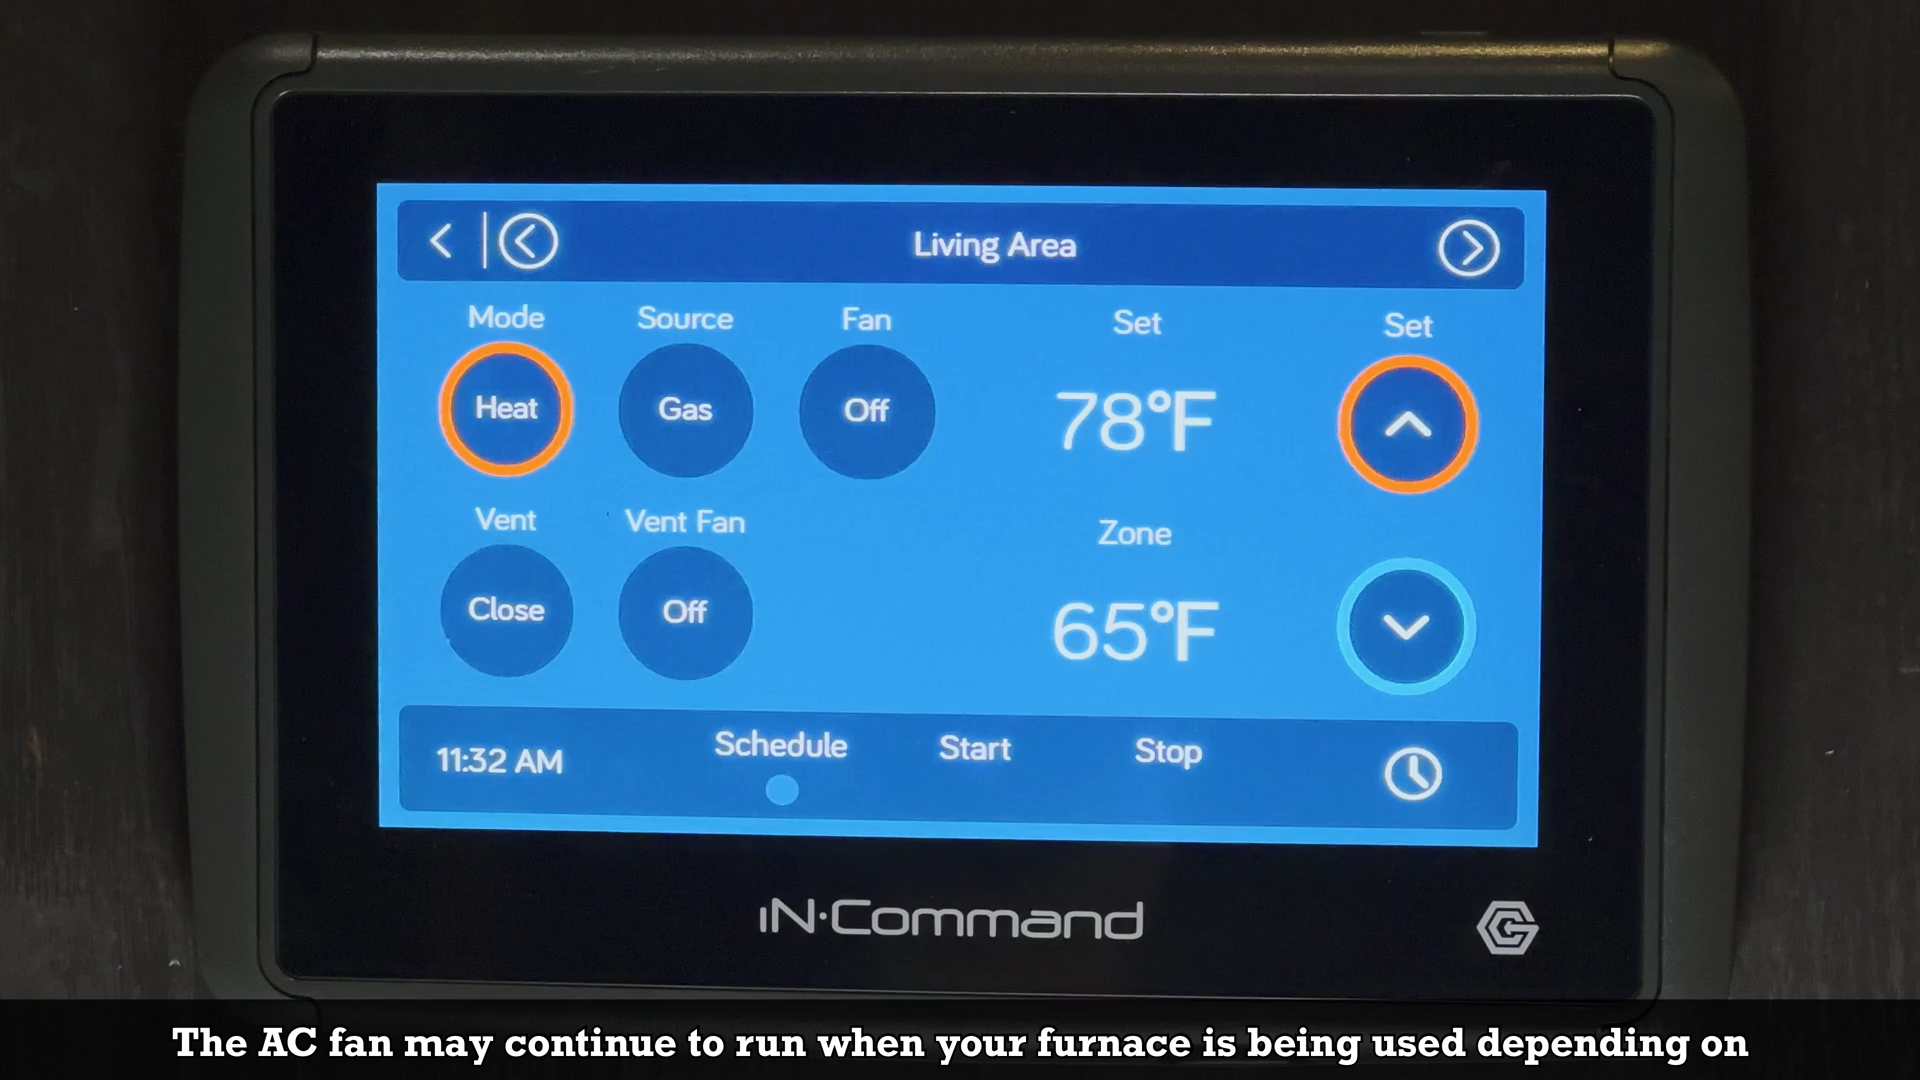 Living Area
Mode Source Fan Set Set
Heat Gas Off 78°F
Vent Vent Fan Zone
Close Off 65°F
11:32 AM Schedule Start Stop
iN·Command
The AC fan may continue to run when your furnace is being used depending on